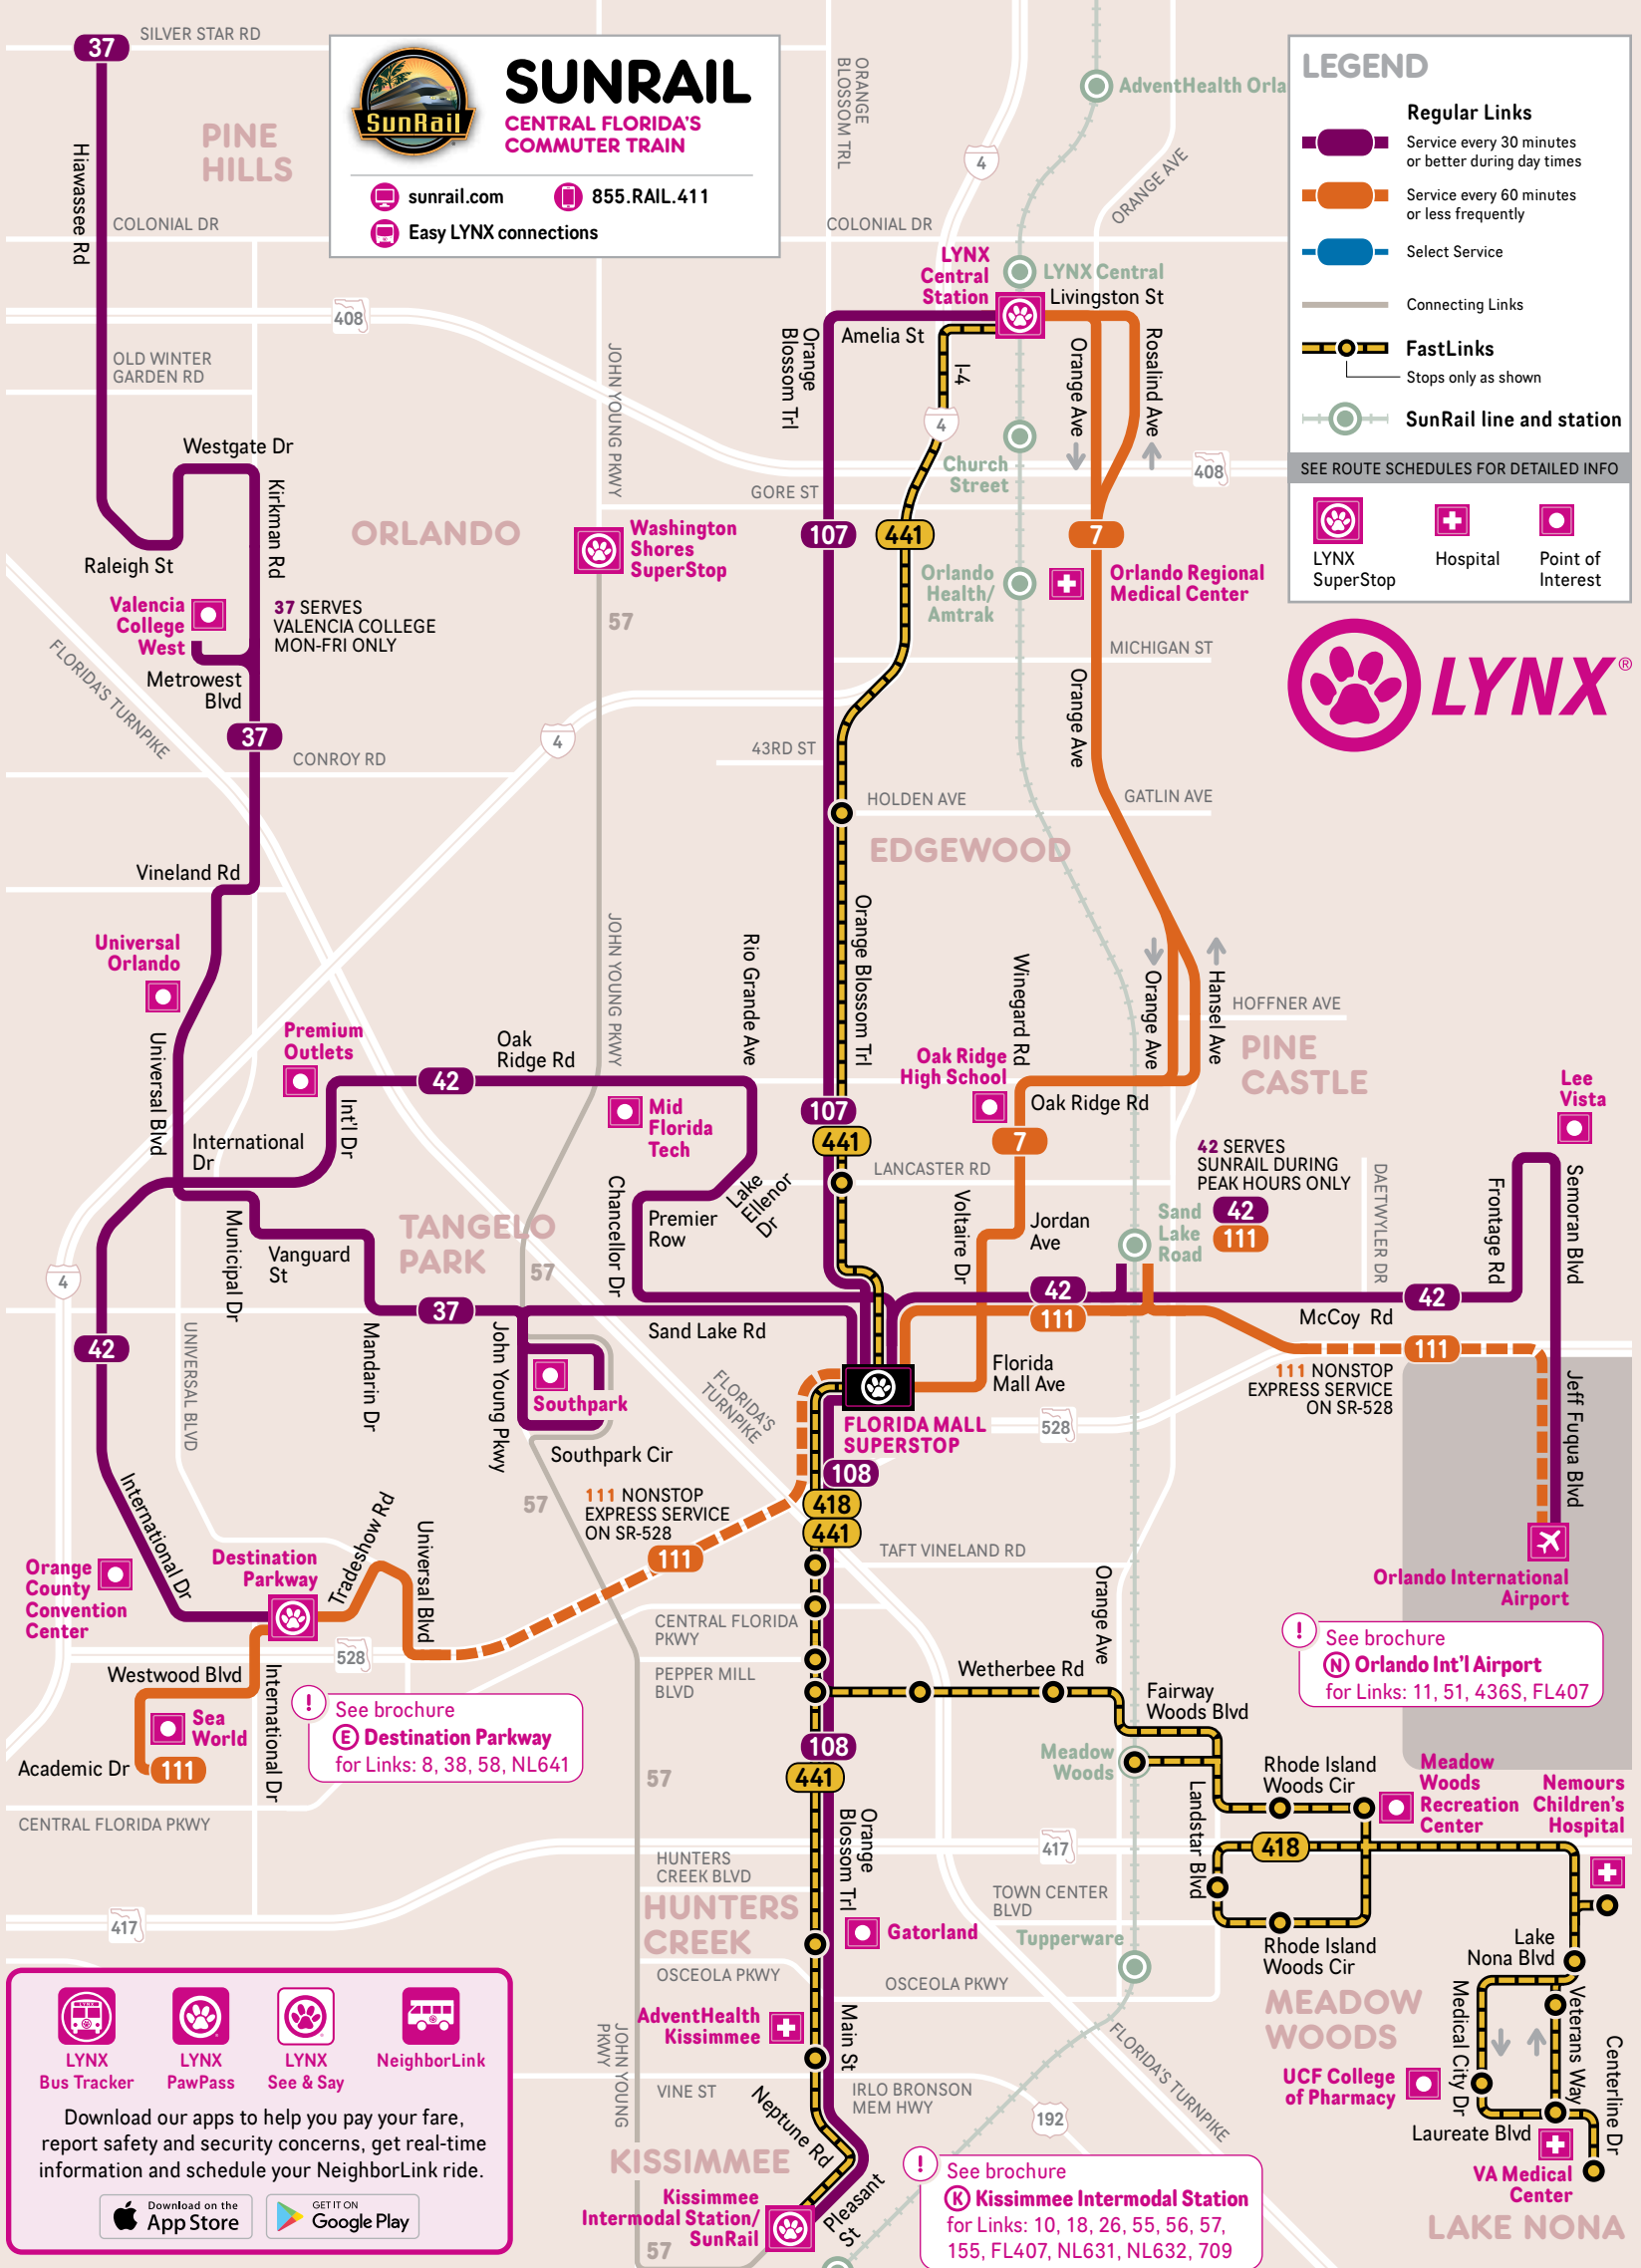 37
SILVER STAR RD
PINE
HILLS
Hiawassee Rd
COLONIAL DR
408
OLD WINTER
GARDEN RD
SunRail
SUNRAIL
CENTRAL FLORIDA'S
COMMUTER TRAIN
sunrail.com
855.RAIL.411
Easy LYNX connections
ORANGE
BLOSSOM TRL
AdventHealth Orla
4
ORANGE AVE
COLONIAL DR
LYNX
Central
Station
LYNX Central
Livingston St
Amelia St
Orange
Blossom Trl
I-4
4
Orange Ave
Rosalind Ave
Church
Street
408
GORE ST
LEGEND
Regular Links
Service every 30 minutes
or better during day times
Service every 60 minutes
or less frequently
Select Service
Connecting Links
FastLinks
Stops only as shown
SunRail line and station
SEE ROUTE SCHEDULES FOR DETAILED INFO
LYNX
SuperStop
Hospital
Point of
Interest
LYNX®
Westgate Dr
Kirkman Rd
Raleigh St
ORLANDO
JOHN YOUNG PKWY
Washington
Shores
SuperStop
57
107
441
7
Orlando
Health/
Amtrak
Orlando Regional
Medical Center
Valencia
College
West
37 SERVES
VALENCIA COLLEGE
MON-FRI ONLY
Metrowest
Blvd
FLORIDA'S TURNPIKE
37
CONROY RD
4
MICHIGAN ST
Orange Ave
43RD ST
HOLDEN AVE
GATLIN AVE
EDGEWOOD
Vineland Rd
Universal
Orlando
Universal Blvd
Premium
Outlets
JOHN YOUNG PKWY
Rio Grande Ave
Orange Blossom Trl
Winegard Rd
Orange Ave
Hansel Ave
HOFFNER AVE
PINE
CASTLE
Oak
Ridge Rd
42
Int'l Dr
International
Dr
Mid
Florida
Tech
107
441
Oak Ridge
High School
Oak Ridge Rd
7
Lee
Vista
42 SERVES
SUNRAIL DURING
PEAK HOURS ONLY
42
111
LANCASTER RD
Chancellor Dr
Premier
Row
Lake
Ellenor
Dr
Voltaire Dr
Jordan
Ave
Sand
Lake
Road
DAETWYLER DR
Frontage Rd
Semoran Blvd
TANGELO
PARK
57
Municipal Dr
Vanguard
St
4
42
UNIVERSAL BLVD
Mandarin Dr
37
John Young Pkwy
Sand Lake Rd
42
111
42
McCoy Rd
111
Southpark
Southpark Cir
FLORIDA'S
TURNPIKE
Florida
Mall Ave
FLORIDA MALL
SUPERSTOP
528
111 NONSTOP
EXPRESS SERVICE
ON SR-528
Jeff Fuqua Blvd
57
111 NONSTOP
EXPRESS SERVICE
ON SR-528
111
108
418
441
TAFT VINELAND RD
Orange Ave
Orlando International
Airport
International Dr
Orange
County
Convention
Center
Destination
Parkway
Tradeshow Rd
Universal Blvd
528
CENTRAL FLORIDA
PKWY
PEPPER MILL
BLVD
Wetherbee Rd
Fairway
Woods Blvd
! See brochure
N Orlando Int'l Airport
for Links: 11, 51, 436S, FL407
Westwood Blvd
International Dr
Sea
World
Academic Dr
111
! See brochure
E Destination Parkway
for Links: 8, 38, 58, NL641
CENTRAL FLORIDA PKWY
57
108
441
Meadow
Woods
Landstar Blvd
Rhode Island
Woods Cir
Meadow
Woods
Recreation
Center
Nemours
Children's
Hospital
418
417
417
HUNTERS
CREEK BLVD
HUNTERS
CREEK
Orange
Blossom Trl
Gatorland
TOWN CENTER
BLVD
Tupperware
Rhode Island
Woods Cir
Lake
Nona Blvd
OSCEOLA PKWY
OSCEOLA PKWY
MEADOW
WOODS
Medical City Dr
Veterans Way
Centerline Dr
AdventHealth
Kissimmee
Main St
JOHN YOUNG
PKWY
VINE ST
IRLO BRONSON
MEM HWY
192
FLORIDA'S TURNPIKE
UCF College
of Pharmacy
Laureate Blvd
VA Medical
Center
LAKE NONA
Neptune Rd
KISSIMMEE
Kissimmee
Intermodal Station/
SunRail
Pleasant
St
57
! See brochure
K Kissimmee Intermodal Station
for Links: 10, 18, 26, 55, 56, 57,
155, FL407, NL631, NL632, 709
LYNX
Bus Tracker
LYNX
PawPass
LYNX
See & Say
NeighborLink
Download our apps to help you pay your fare,
report safety and security concerns, get real-time
information and schedule your NeighborLink ride.
Download on the
App Store
GET IT ON
Google Play